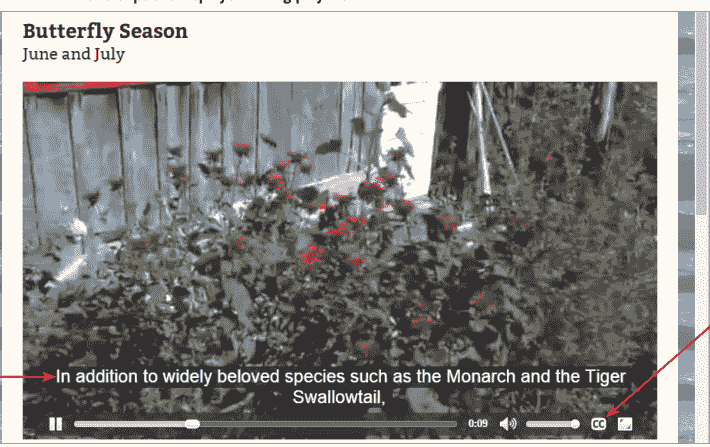 Butterfly Season
June and July
In addition to widely beloved species such as the Monarch and the Tiger
Swallowtail,
0:09
CC